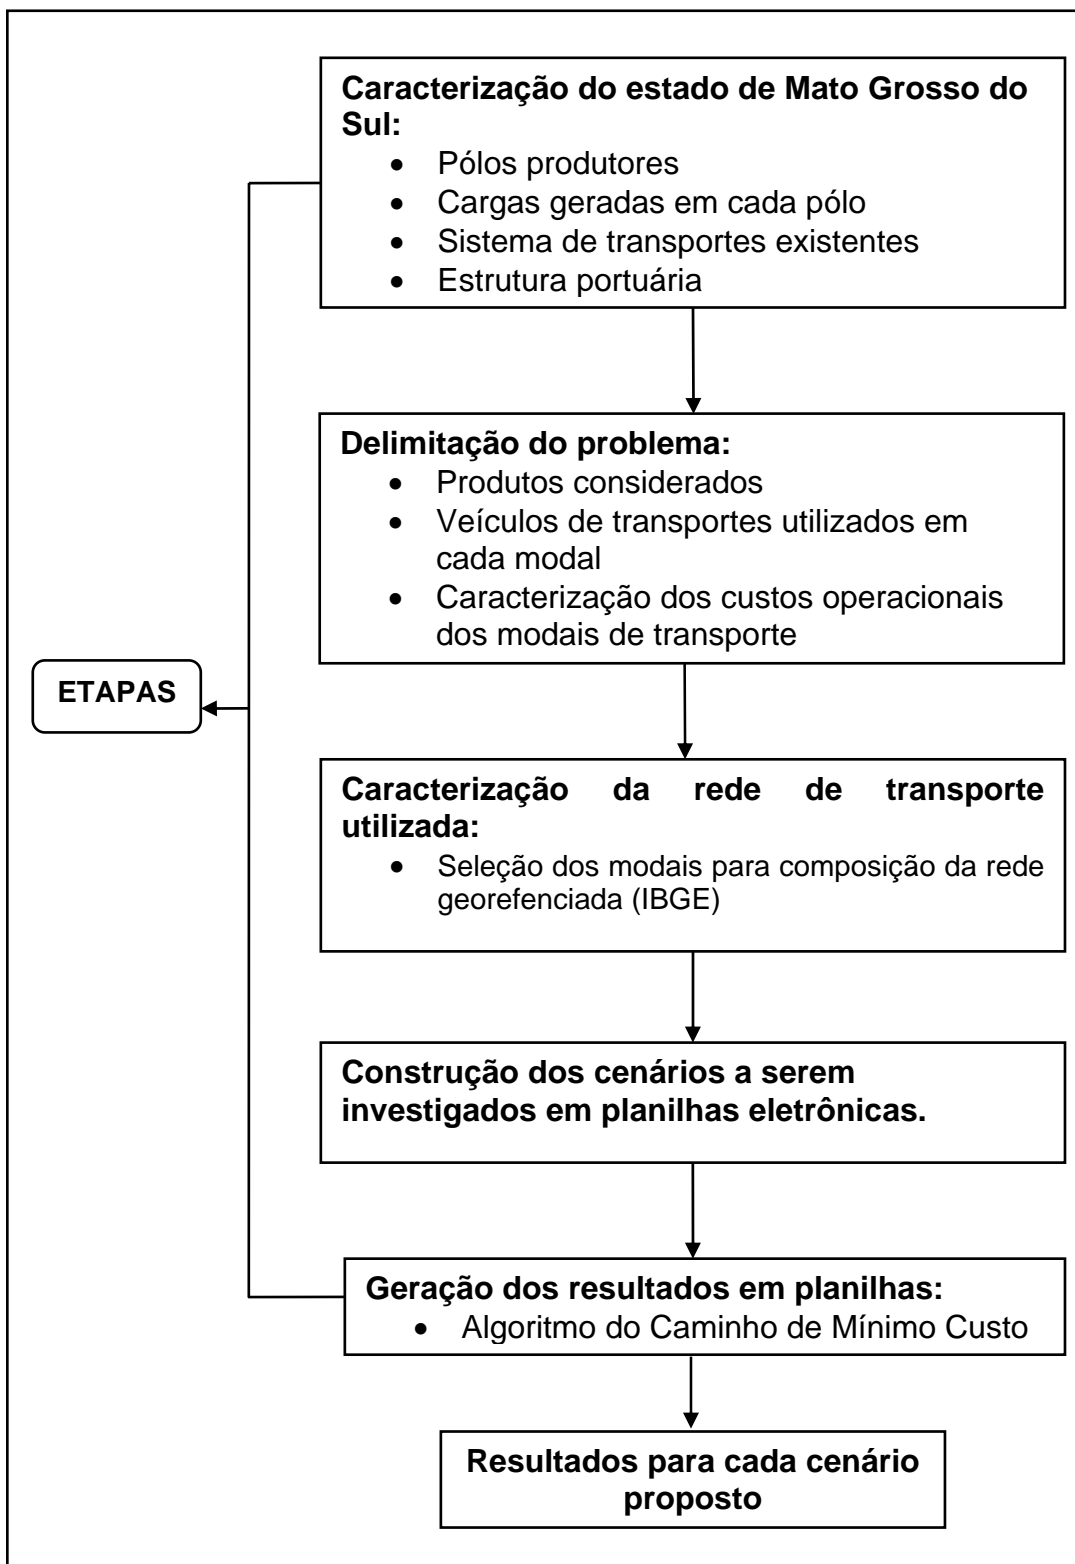 Caracterização do estado de Mato Grosso do
Sul:
• Pólos produtores
• Cargas geradas em cada pólo
• Sistema de transportes existentes
• Estrutura portuária
Delimitação do problema:
• Produtos considerados
• Veículos de transportes utilizados em
cada modal
• Caracterização dos custos operacionais
dos modais de transporte
ETAPAS
Caracterização da rede de transporte
utilizada:
• Seleção dos modais para composição da rede
georefenciada (IBGE)
Construção dos cenários a serem
investigados em planilhas eletrônicas.
Geração dos resultados em planilhas:
• Algoritmo do Caminho de Mínimo Custo
Resultados para cada cenário
proposto